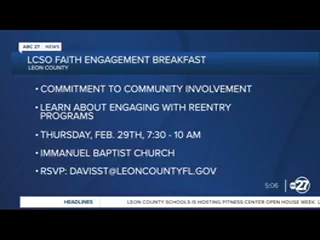 ABC 27 NEWS
LCSO FAITH ENGAGEMENT BREAKFAST
LEON COUNTY
• COMMITMENT TO COMMUNITY INVOLVEMENT
• LEARN ABOUT ENGAGING WITH REENTRY
PROGRAMS
• THURSDAY, FEB. 29TH, 7:30 - 10 AM
• IMMANUEL BAPTIST CHURCH
• RSVP: DAVISST@LEONCOUNTYFL.GOV
5:06
abc 27
HEADLINES LEON COUNTY SCHOOLS IS HOSTING FITNESS CENTER OPEN HOUSE WEEK. L